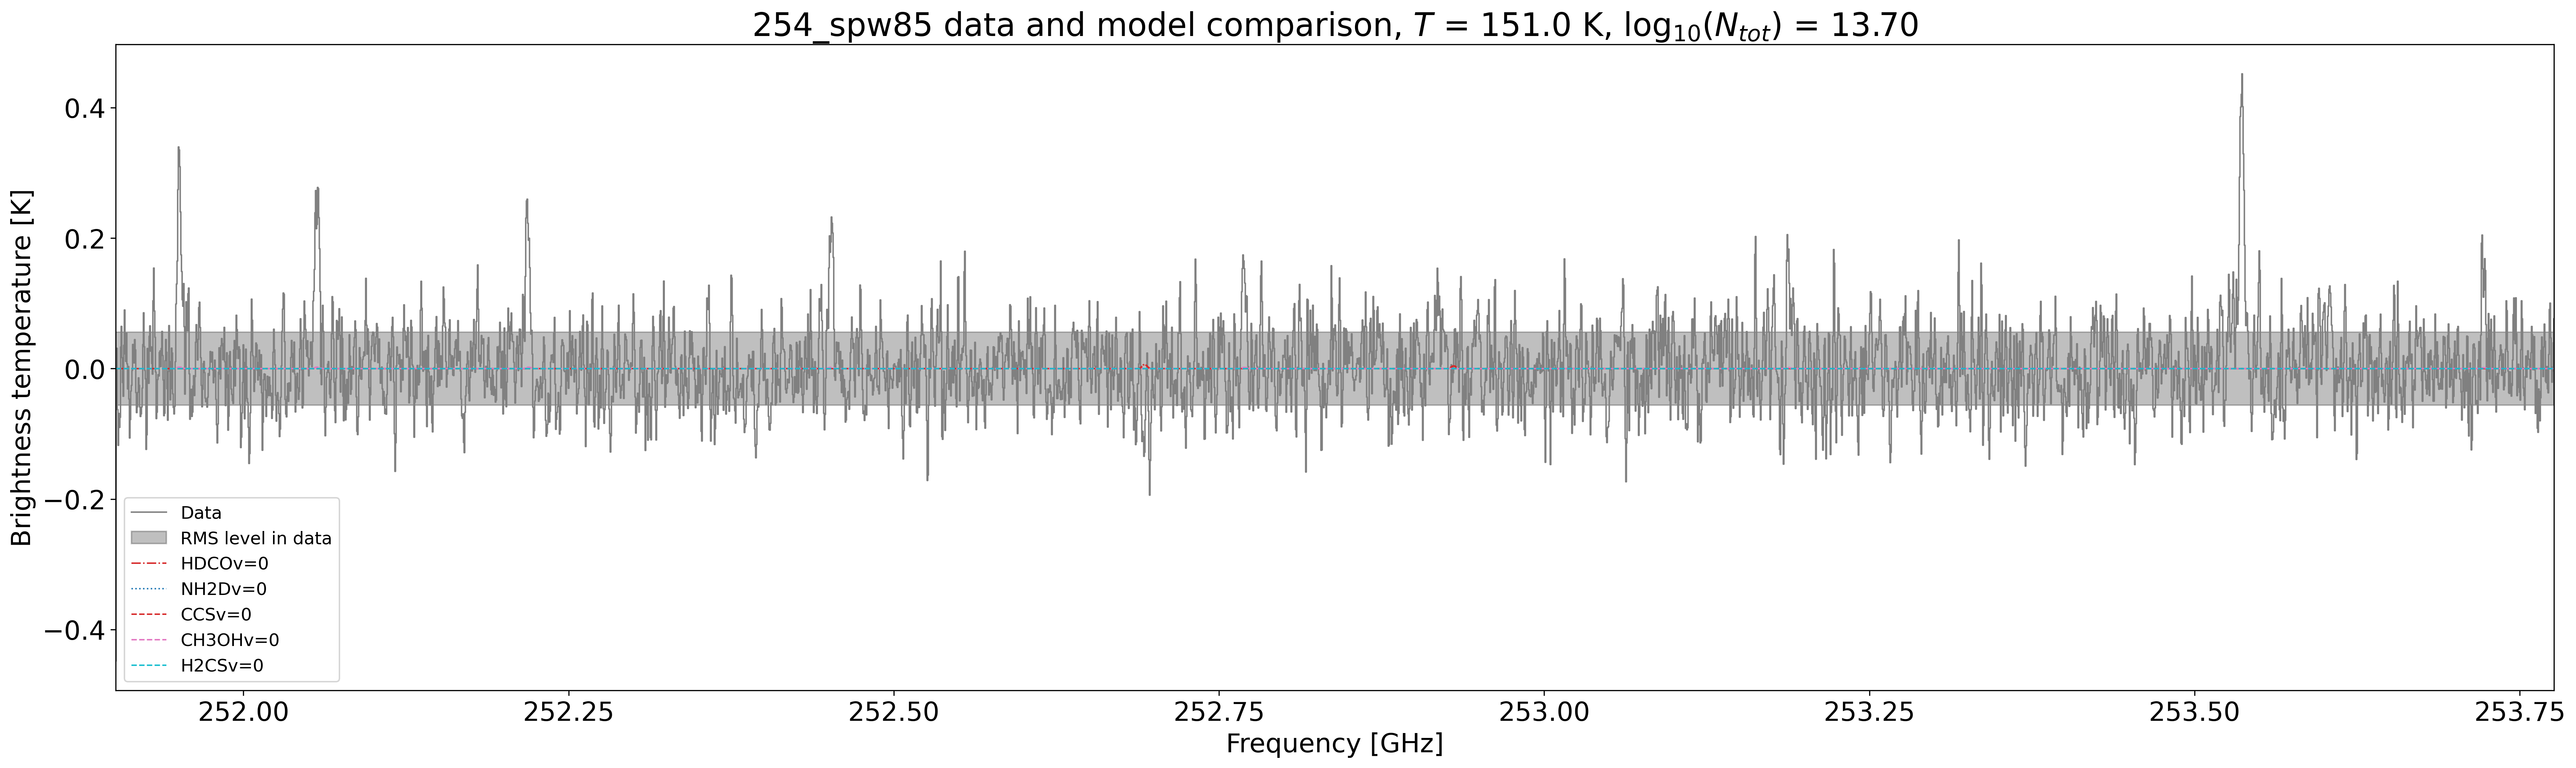 254_spw85 data and model comparison, T = 151.0 K, log₁₀(Nₜₒₜ) = 13.70
Brightness temperature [K]
0.4
0.2
0.0
−0.2
−0.4
Data
RMS level in data
HDCOv=0
NH2Dv=0
CCSv=0
CH3OHv=0
H2CSv=0
252.00 252.25 252.50 252.75 253.00 253.25 253.50 253.75
Frequency [GHz]